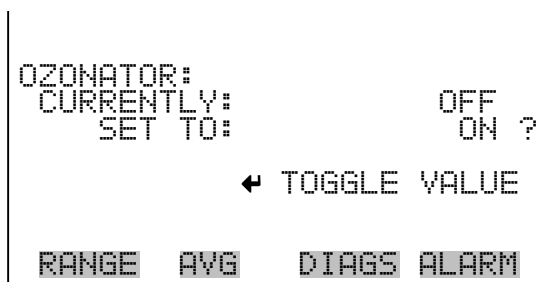 OZONATOR:
CURRENTLY: OFF
SET TO: ON ?
↵ TOGGLE VALUE
RANGE AVG DIAGS ALARM